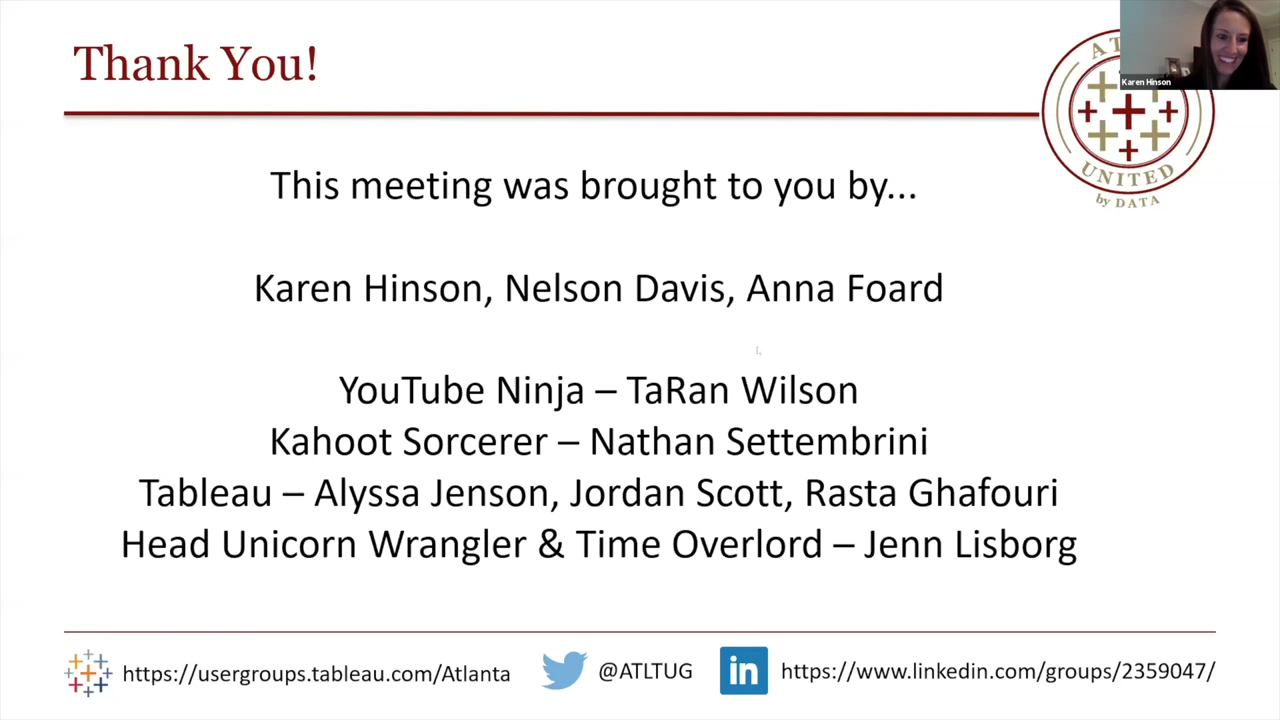 Thank You!
Karen Hinson
UNITED
by DATA
This meeting was brought to you by...
Karen Hinson, Nelson Davis, Anna Foard
YouTube Ninja – TaRan Wilson
Kahoot Sorcerer – Nathan Settembrini
Tableau – Alyssa Jenson, Jordan Scott, Rasta Ghafouri
Head Unicorn Wrangler & Time Overlord – Jenn Lisborg
https://usergroups.tableau.com/Atlanta
@ATLTUG
in
https://www.linkedin.com/groups/2359047/